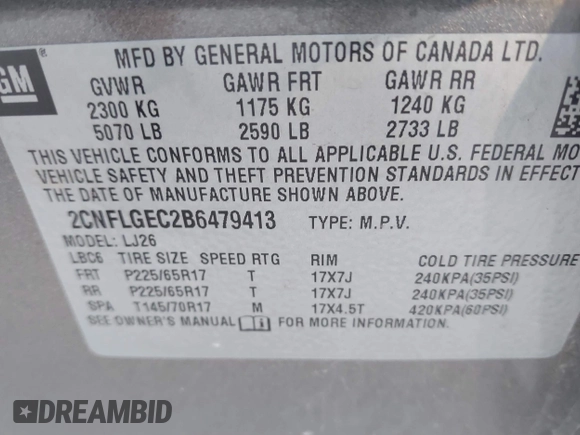 GM
MFD BY GENERAL MOTORS OF CANADA LTD.
GVWR GAWR FRT GAWR RR
2300 KG 1175 KG 1240 KG
5070 LB 2590 LB 2733 LB
THIS VEHICLE CONFORMS TO ALL APPLICABLE U.S. FEDERAL MO
VEHICLE SAFETY AND THEFT PREVENTION STANDARDS IN EFFECT
THE DATE OF MANUFACTURE SHOWN ABOVE.
2CNFLGEC2B6479413 TYPE: M.P.V.
MODEL: LJ26
LBC6 TIRE SIZE SPEED RTG RIM COLD TIRE PRESSURE
FRT P225/65R17 T 17X7J 240KPA(35PSI)
RR P225/65R17 T 17X7J 240KPA(35PSI)
SPA T145/70R17 M 17X4.5T 420KPA(60PSI)
SEE OWNER'S MANUAL FOR MORE INFORMATION.
DREAMBID